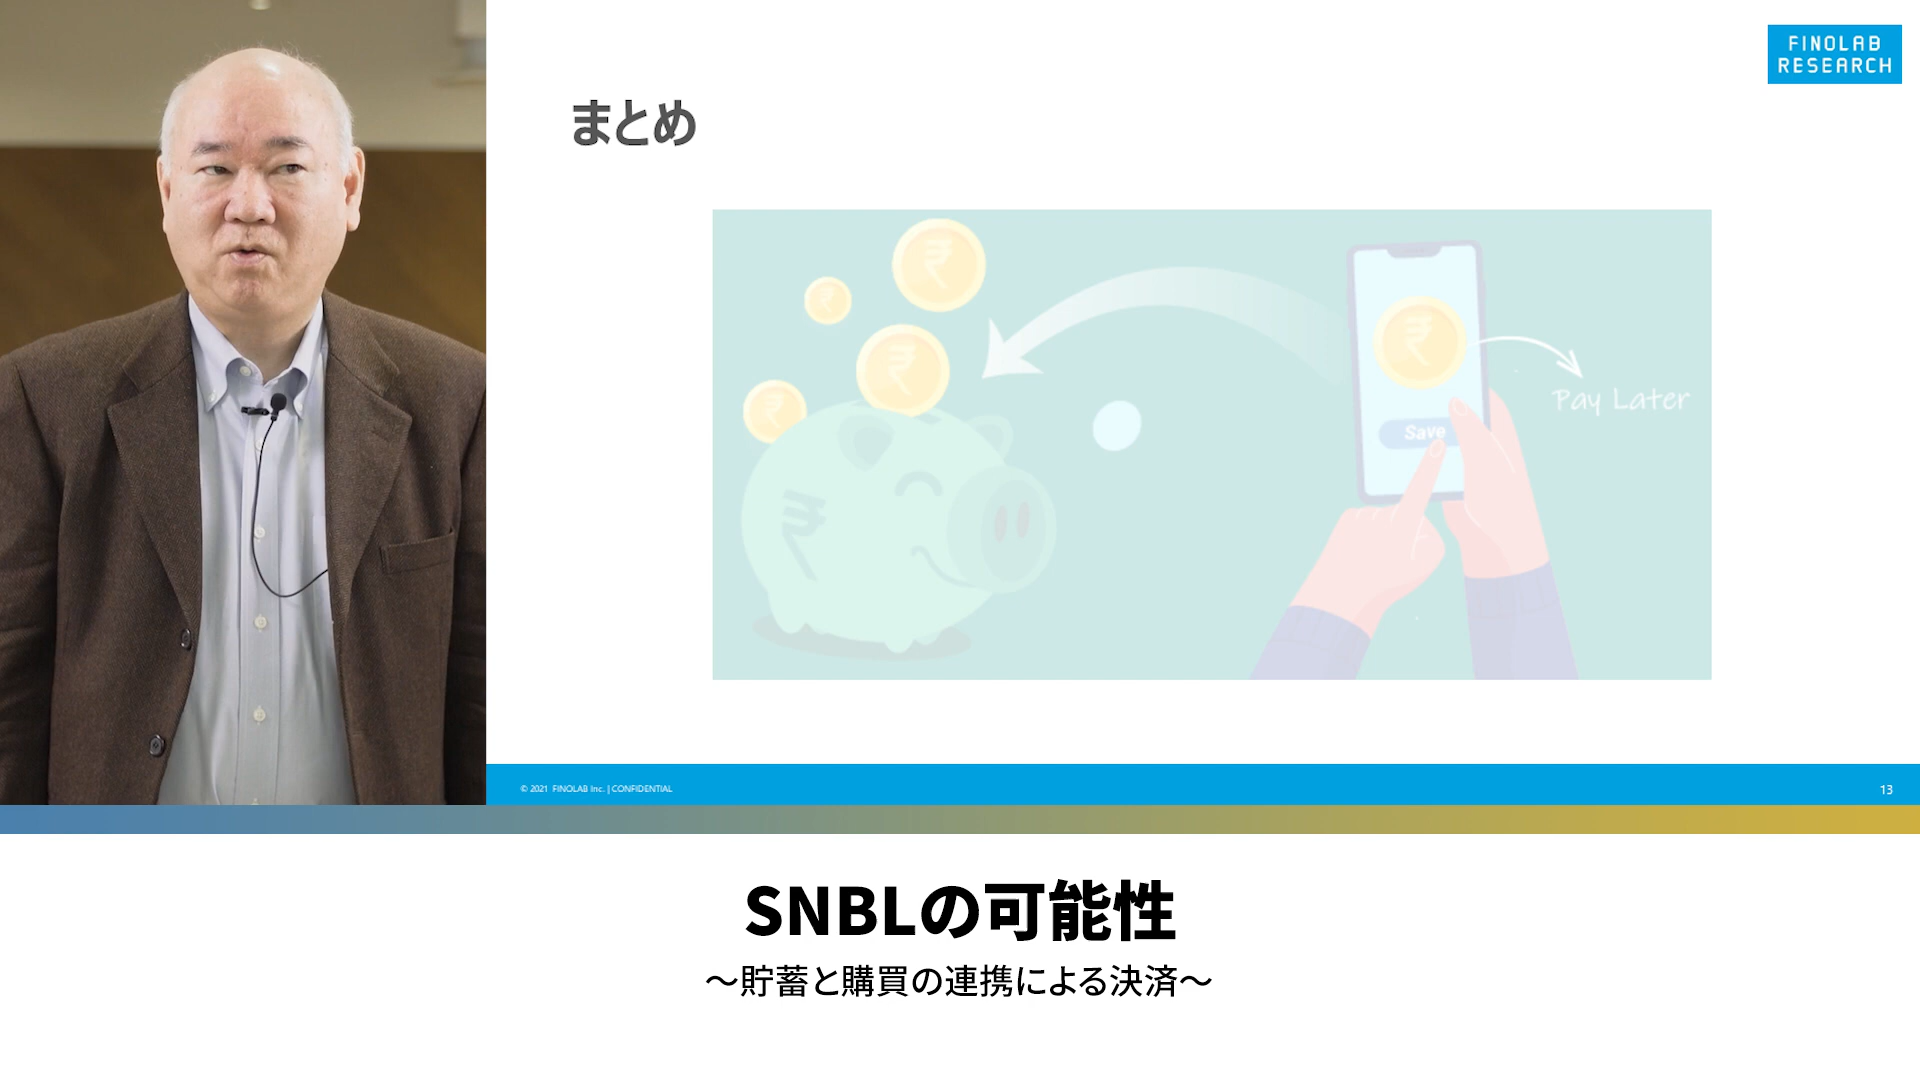 FINOLAB
RESEARCH
まとめ
₹
₹
₹
₹
₹
₹
Pay Later
Save
© 2021 FINOLAB Inc. | CONFIDENTIAL
13
SNBLの可能性
～貯蓄と購買の連携による決済～